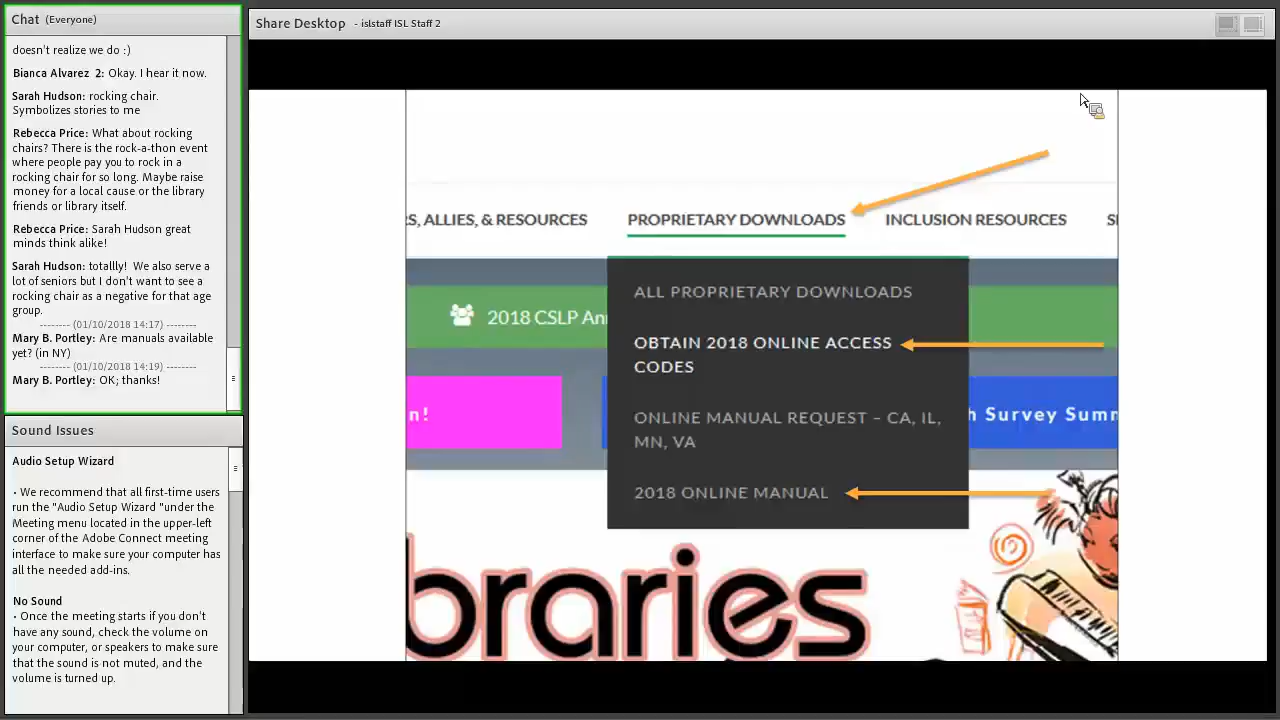 Chat (Everyone)
doesn't realize we do :)
Bianca Alvarez 2: Okay. I hear it now.
Sarah Hudson: rocking chair.
Symbolizes stories to me
Rebecca Price: What about rocking
chairs? There is the rock-a-thon event
where people pay you to rock in a
rocking chair for so long. Maybe raise
money for a local cause or the library
friends or library itself.
Rebecca Price: Sarah Hudson great
minds think alike!
Sarah Hudson: totallly! We also serve a
lot of seniors but I don't want to see a
rocking chair as a negative for that age
group.
-------- (01/10/2018 14:17) --------
Mary B. Portley: Are manuals available
yet? (in NY)
-------- (01/10/2018 14:19) --------
Mary B. Portley: OK; thanks!
Sound Issues
Audio Setup Wizard
• We recommend that all first-time users
run the "Audio Setup Wizard "under the
Meeting menu located in the upper-left
corner of the Adobe Connect meeting
interface to make sure your computer has
all the needed add-ins.
No Sound
• Once the meeting starts if you don't
have any sound, check the volume on
your computer, or speakers to make sure
that the sound is not muted, and the
volume is turned up.
Share Desktop - islstaff ISL Staff 2
S, ALLIES, & RESOURCES PROPRIETARY DOWNLOADS INCLUSION RESOURCES
ALL PROPRIETARY DOWNLOADS
2018 CSLP An
OBTAIN 2018 ONLINE ACCESS
CODES
n! h Survey Summ
ONLINE MANUAL REQUEST – CA, IL,
MN, VA
2018 ONLINE MANUAL
braries